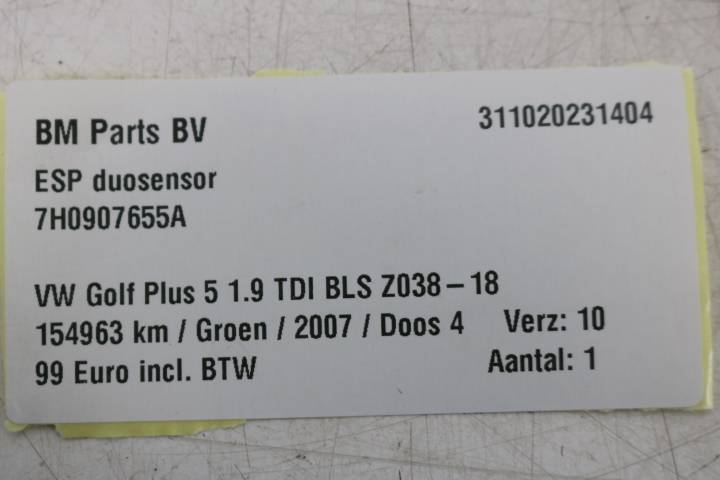 BM Parts BV 311020231404
ESP duosensor
7H0907655A
VW Golf Plus 5 1.9 TDI BLS Z038-18
154963 km / Groen / 2007 / Doos 4 Verz: 10
99 Euro incl. BTW Aantal: 1